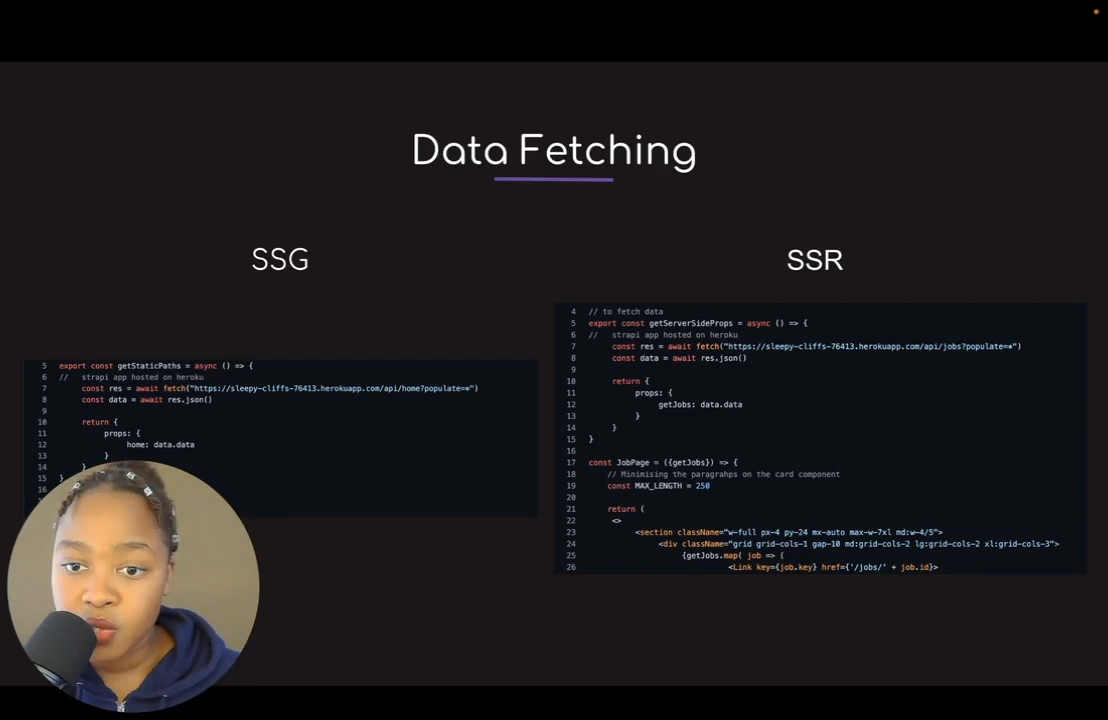 Data Fetching
SSG
5 export const getStaticPaths = async () => {
6 //   strapi app hosted on heroku
7 const res = await fetch("https://sleepy-cliffs-76413.herokuapp.com/api/home?populate=*")
8 const data = await res.json()
9
10 return {
11 props: {
12 home: data.data
13 }
14 }
15 }
16
SSR
4 // to fetch data
5 export const getServerSideProps = async () => {
6 //   strapi app hosted on heroku
7 const res = await fetch("https://sleepy-cliffs-76413.herokuapp.com/api/jobs?populate=*")
8 const data = await res.json()
9
10 return {
11 props: {
12 getJobs: data.data
13 }
14 }
15 }
16
17 const JobPage = ({getJobs}) => {
18 // Minimising the paragrahps on the card component
19 const MAX_LENGTH = 250
20
21 return (
22 <>
23 <section className="w-full px-4 py-24 mx-auto max-w-7xl md:w-4/5">
24 <div className="grid grid-cols-1 gap-10 md:grid-cols-2 lg:grid-cols-2 xl:grid-cols-3">
25 {getJobs.map( job => (
26 <Link key={job.key} href={'/jobs/' + job.id}>